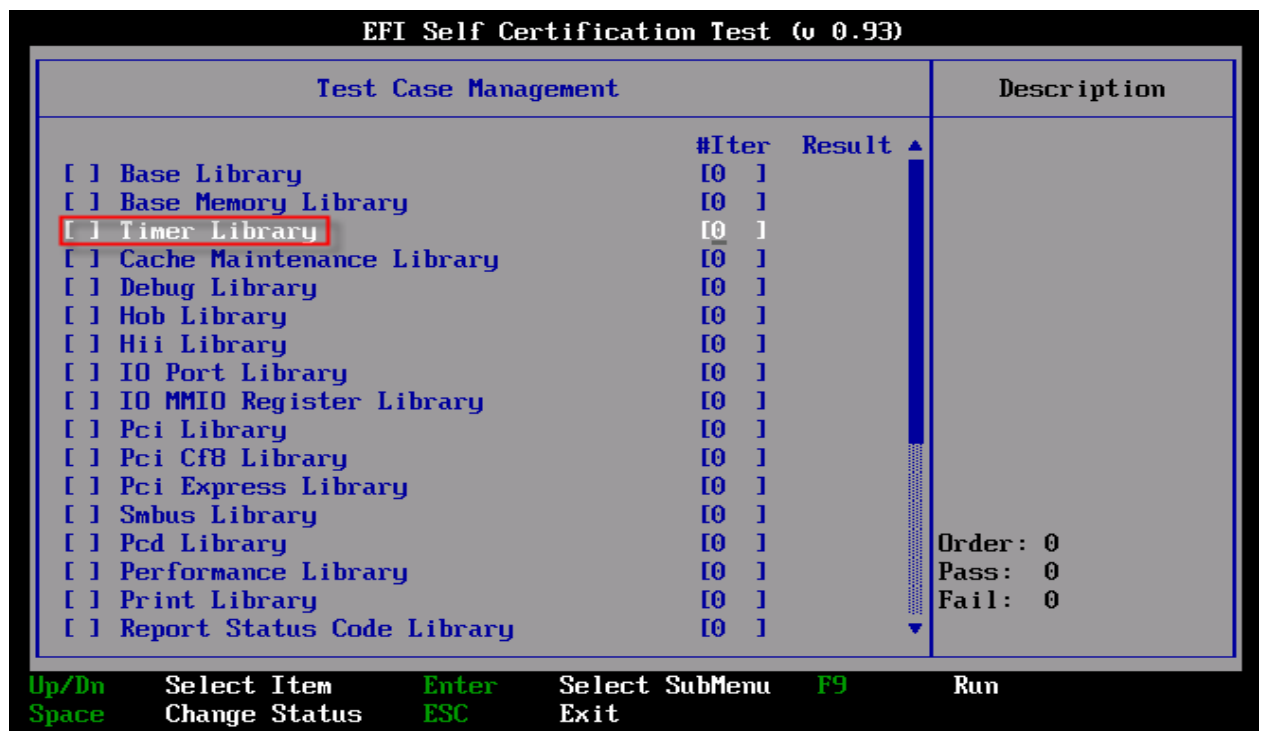 EFI Self Certification Test (v 0.93)
Test Case Management
Description
#Iter Result
[ ] Base Library [0 ]
[ ] Base Memory Library [0 ]
[ ] Timer Library [0 ]
[ ] Cache Maintenance Library [0 ]
[ ] Debug Library [0 ]
[ ] Hob Library [0 ]
[ ] Hii Library [0 ]
[ ] IO Port Library [0 ]
[ ] IO MMIO Register Library [0 ]
[ ] Pci Library [0 ]
[ ] Pci Cf8 Library [0 ]
[ ] Pci Express Library [0 ]
[ ] Smbus Library [0 ]
[ ] Pcd Library [0 ]
[ ] Performance Library [0 ]
[ ] Print Library [0 ]
[ ] Report Status Code Library [0 ]
Order: 0
Pass: 0
Fail: 0
Up/Dn Select Item Enter Select SubMenu F9 Run
Space Change Status ESC Exit